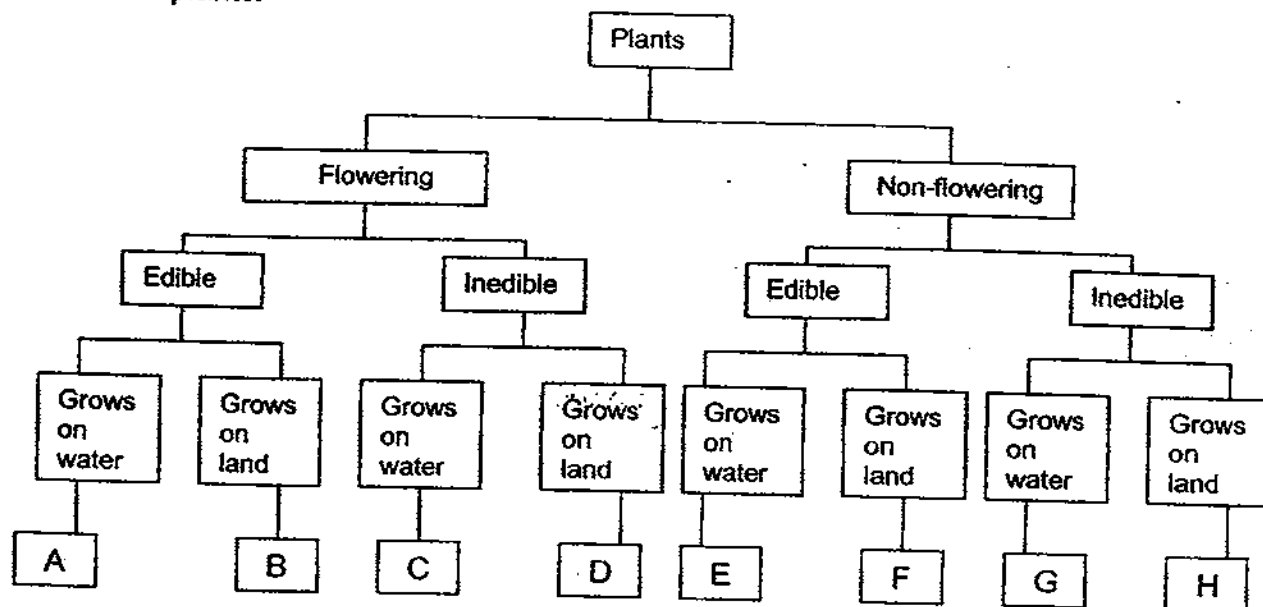 Plants
Flowering
Non-flowering
Edible
Inedible
Edible
Inedible
Grows
on
water
Grows
on
land
Grows
on
water
Grows
on
land
Grows
on
water
Grows
on
land
Grows
on
water
Grows
on
land
A
B
C
D
E
F
G
H